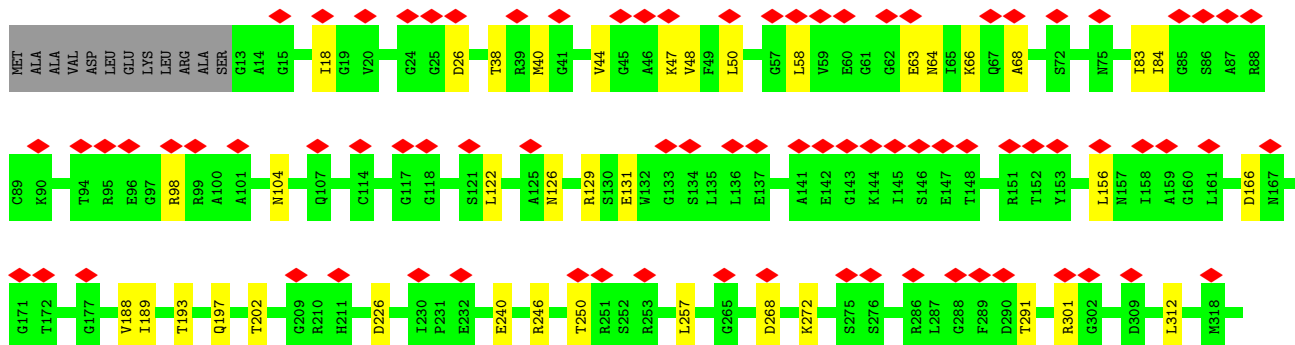 MET ALA ALA VAL ASP LEU GLU LYS LEU ARG ALA SER G13 A14 G15 I18 G19 V20 G24 G25 D26 T38 R39 M40 G41 V44 G45 A46 K47 V48 F49 L50 G57 L58 V59 E60 G61 G62 E63 N64 I65 K66 Q67 A68 S72 N75 I83 I84 G85 S86 A87 R88
C89 K90 T94 R95 E96 G97 R98 R99 A100 A101 N104 Q107 C114 G117 G118 S121 L122 A125 N126 R129 S130 E131 W132 G133 S134 L135 L136 E137 A141 E142 G143 K144 I145 S146 E147 T148 R151 T152 Y153 L156 N157 I158 A159 G160 L161 D166 N167
G171 T172 G177 V188 I189 T193 Q197 T202 G209 R210 H211 D226 I230 P231 E232 E240 R246 T250 R251 S252 R253 L257 G265 D268 K272 S275 S276 R286 L287 G288 F289 D290 T291 R301 G302 D309 L312 M318